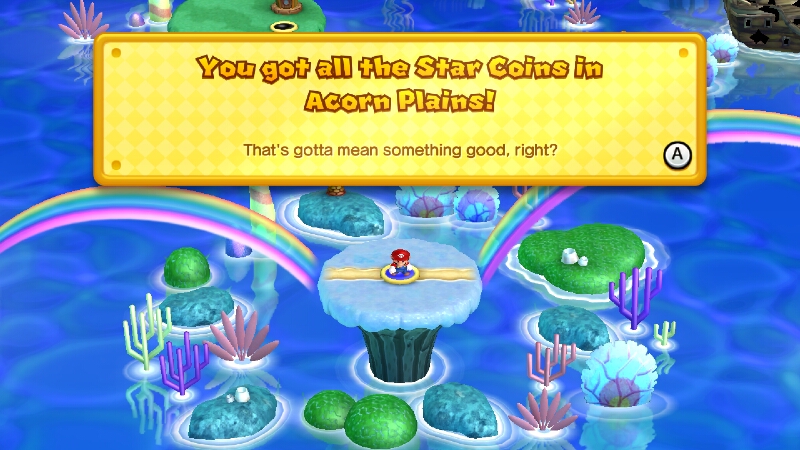 You got all the Star Coins in
Acorn Plains!
That's gotta mean something good, right?
A